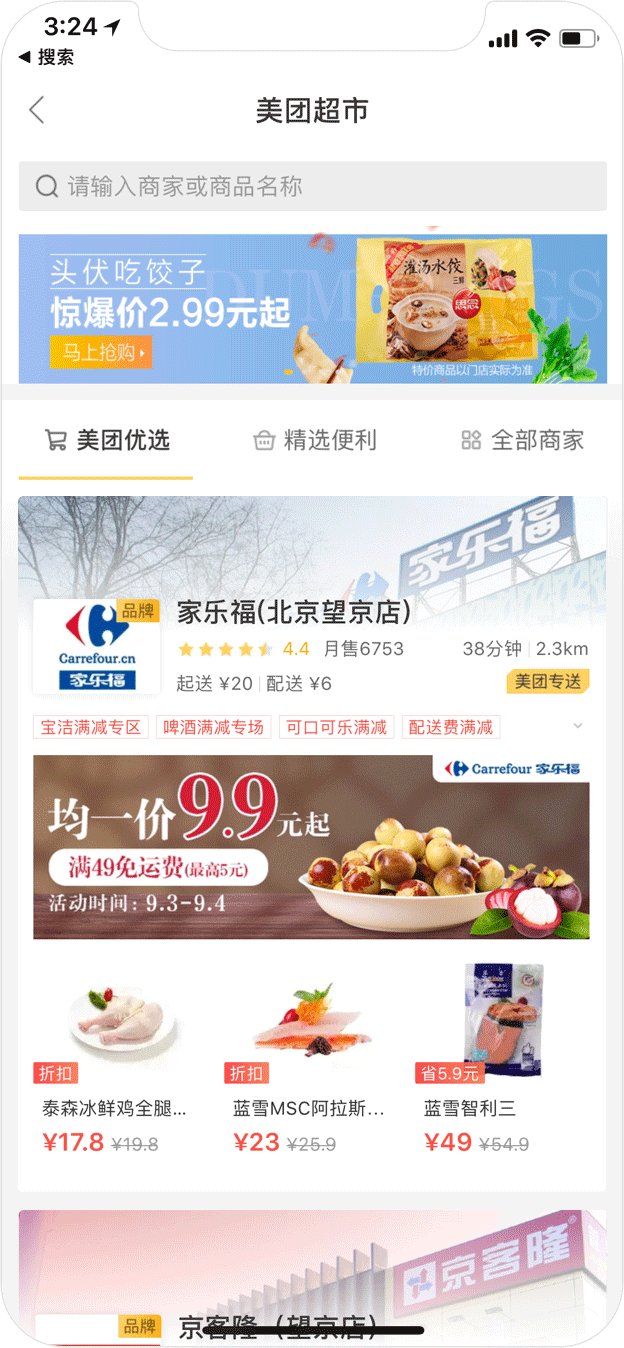 3:24
搜索
美团超市
请输入商家或商品名称
头伏吃饺子
惊爆价2.99元起
马上抢购
灌汤水饺
三鲜
思念
特价商品以门店实际为准
美团优选
精选便利
全部商家
家乐福
品牌
Carrefour.cn
家乐福
家乐福(北京望京店)
4.4 月售6753
38分钟 2.3km
起送 ¥20 配送 ¥6
美团专送
宝洁满减专区
啤酒满减专场
可口可乐满减
配送费满减
Carrefour 家乐福
均一价9.9元起
满49免运费(最高5元)
活动时间：9.3-9.4
折扣
折扣
省5.9元
泰森冰鲜鸡全腿...
蓝雪MSC阿拉斯...
蓝雪智利三
¥17.8 ¥19.8
¥23 ¥25.9
¥49 ¥54.9
京客隆
品牌
京客隆（望京店）